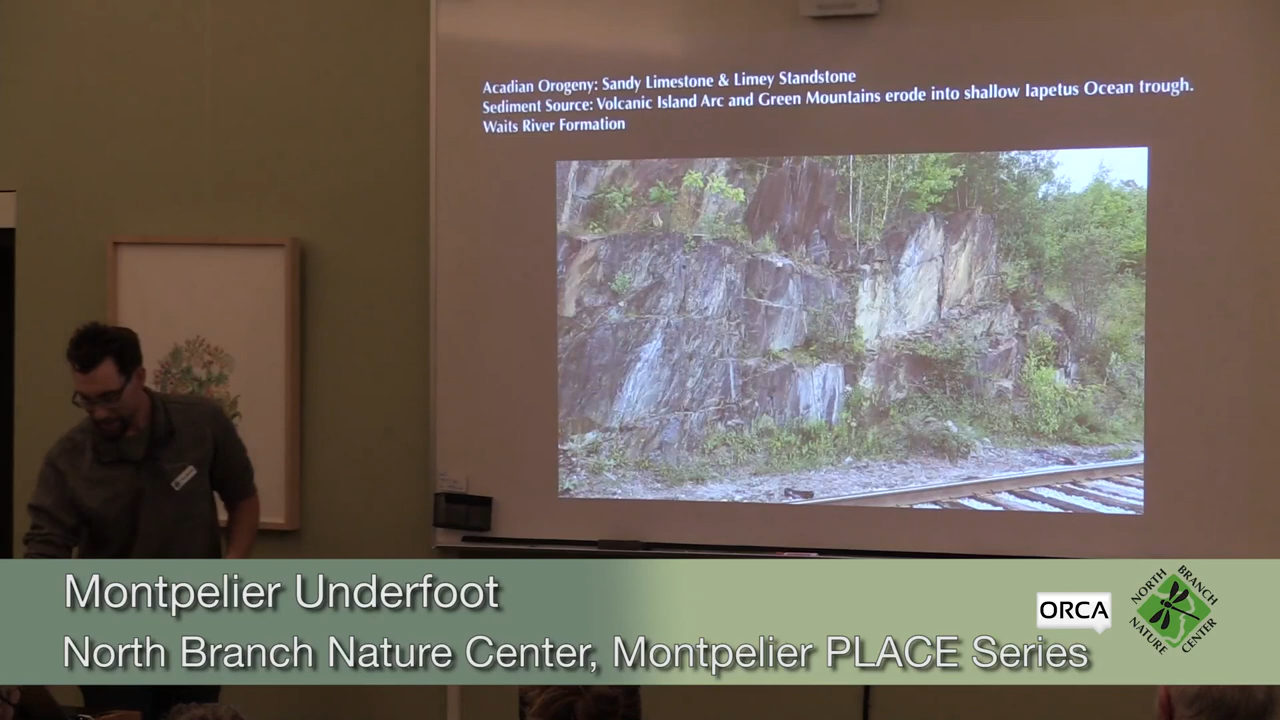 Acadian Orogeny: Sandy Limestone & Limey Standstone
Sediment Source: Volcanic Island Arc and Green Mountains erode into shallow Iapetus Ocean trough.
Waits River Formation
Montpelier Underfoot
North Branch Nature Center, Montpelier PLACE Series
ORCA
NORTH BRANCH
NATURE CENTER